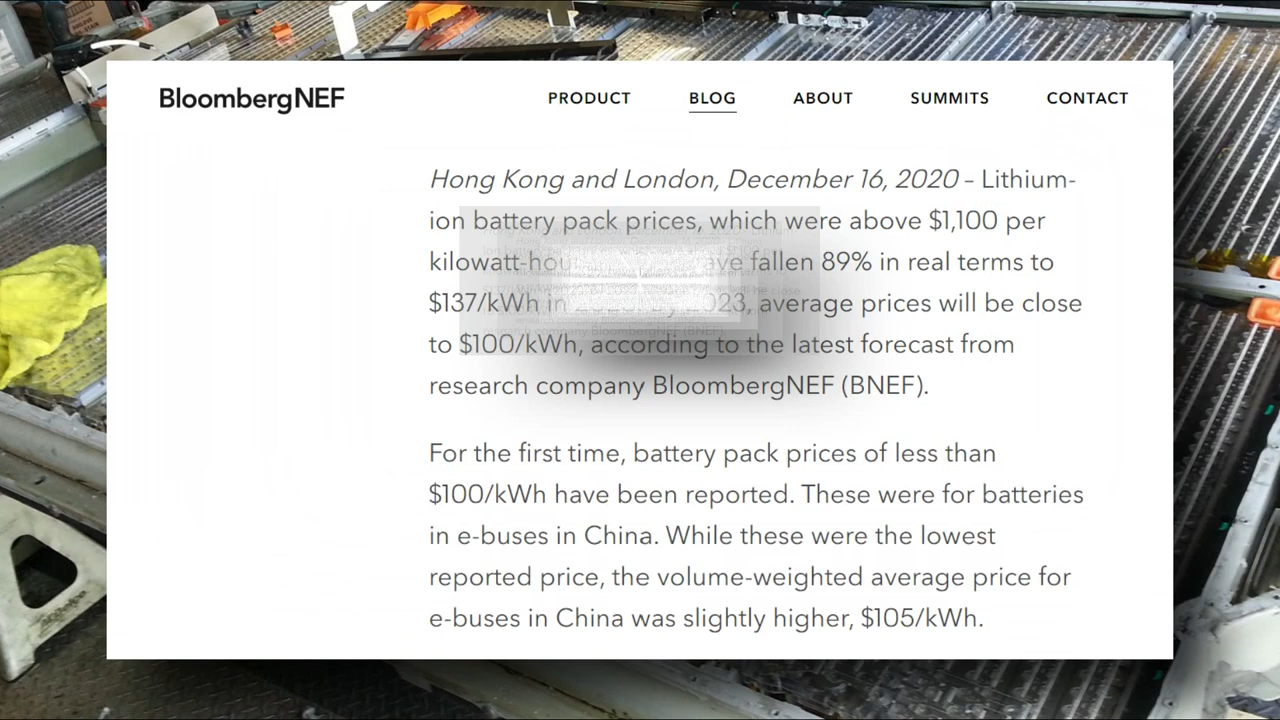 BloombergNEF
PRODUCT BLOG ABOUT SUMMITS CONTACT
Hong Kong and London, December 16, 2020 – Lithium-
ion battery pack prices, which were above $1,100 per
fallen 89% in real terms to
$137/kWh in average prices will be close
to $100/kWh, according to the latest forecast from
research company BloombergNEF (BNEF).
For the first time, battery pack prices of less than
$100/kWh have been reported. These were for batteries
in e-buses in China. While these were the lowest
reported price, the volume-weighted average price for
e-buses in China was slightly higher, $105/kWh.